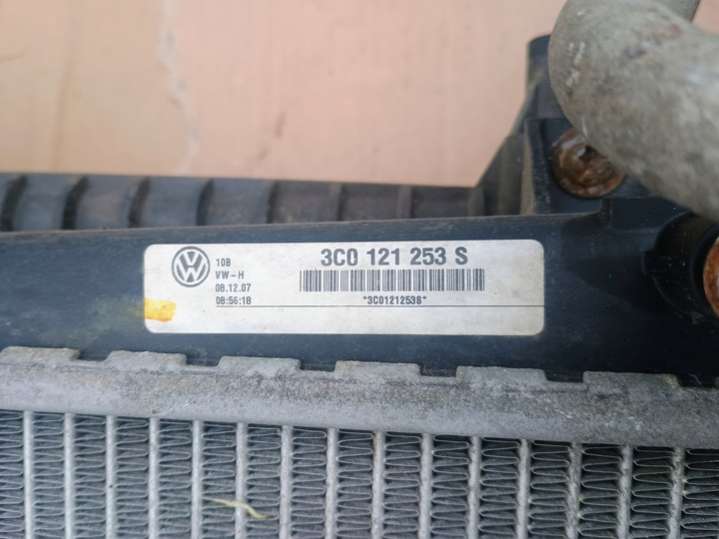 10B
VW-H
08.12.07
08:56:18
3C0 121 253 S
*3C0121253S*